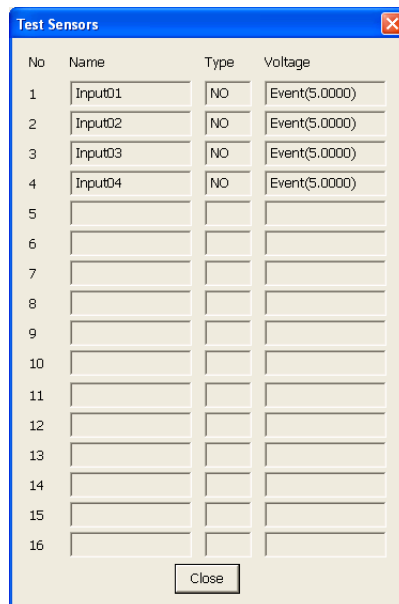 Test Sensors
No Name Type Voltage
1 Input01 NO Event(5.0000)
2 Input02 NO Event(5.0000)
3 Input03 NO Event(5.0000)
4 Input04 NO Event(5.0000)
5
6
7
8
9
10
11
12
13
14
15
16
Close